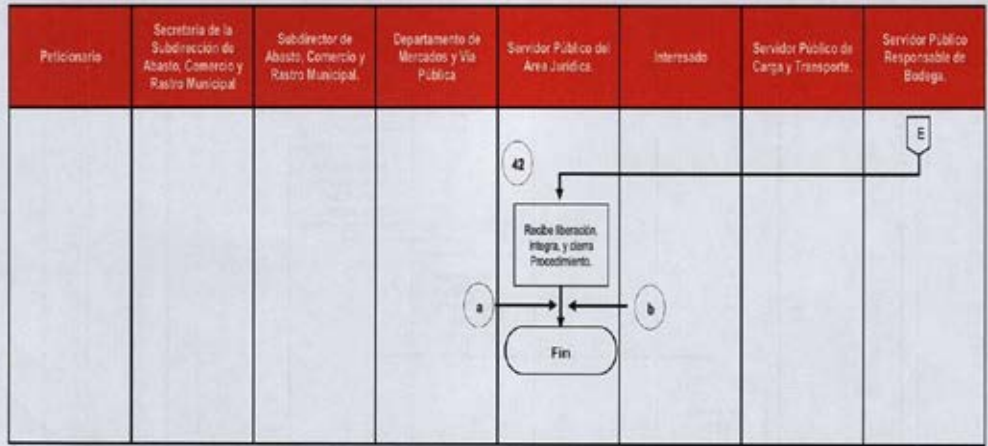 Peticionario
Secretaria de la
Subdirección de
Abasto, Comercio y
Rastro Municipal
Subdirector de
Abasto, Comercio y
Rastro Municipal.
Departamento de
Mercados y Vía
Pública
Servidor Público del
Área Jurídica.
Interesado
Servidor Público de
Carga y Transporte.
Servidor Público
Responsable de
Bodega.
E
42
Recibe liberación,
Integra, y cierra
Procedimiento.
a
b
Fin